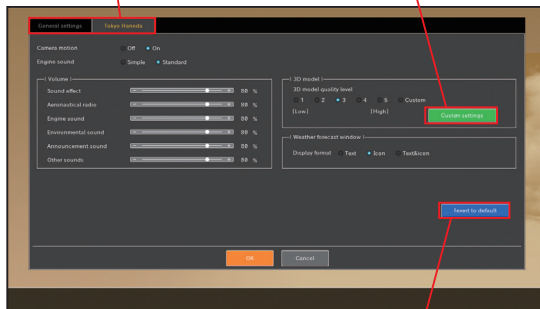 General settings
Tokyo Haneda
Camera motion
Off
On
Engine sound
Simple
Standard
Volume
Sound effect
80 %
Aeronautical radio
80 %
Engine sound
80 %
Environmental sound
80 %
Announcement sound
80 %
Other sounds
80 %
3D model
3D model quality level
1
2
3
4
5
Custom
[Low]
[High]
Custom settings
Weather forecast window
Display format
Text
Icon
Text&icon
Revert to default
OK
Cancel